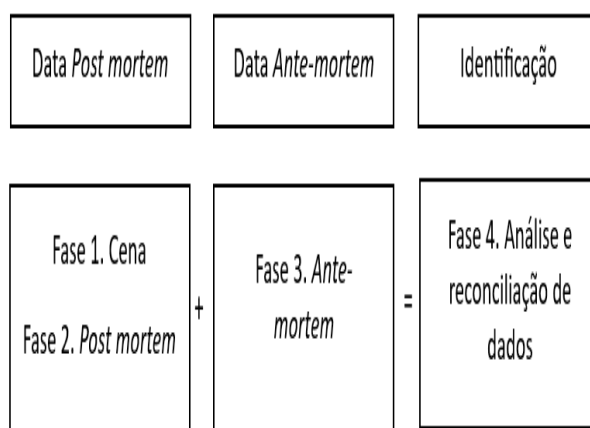 Data Post mortem
Data Ante-mortem
Identificação
Fase 1. Cena
Fase 2. Post mortem
+
Fase 3. Ante-
mortem
=
Fase 4. Análise e
reconciliação de
dados